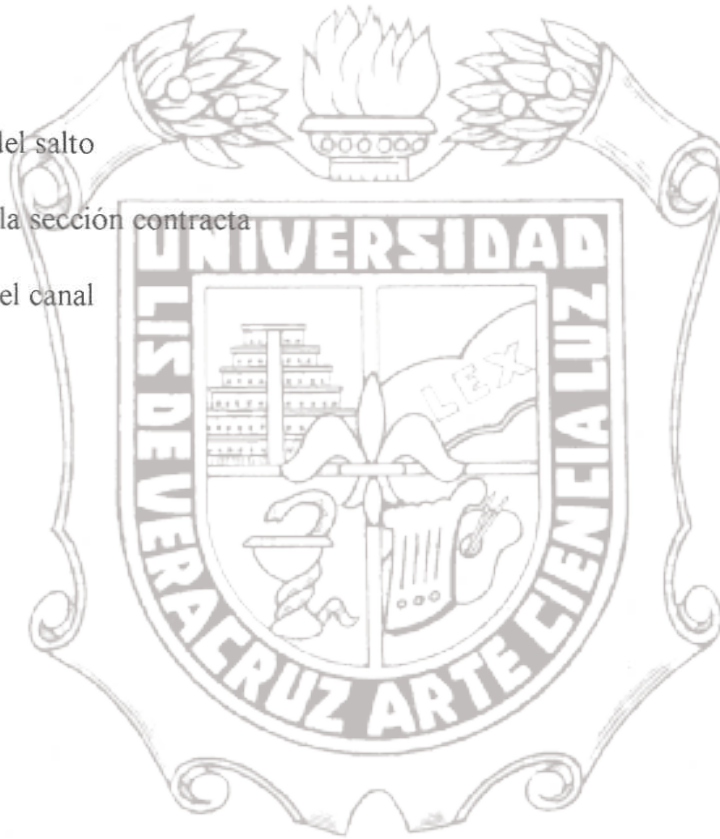 del salto
la sección contracta
el canal
UNIVERSIDAD
LIS DE VERACRUZ ARTE CIENCIA LUZ
LEX